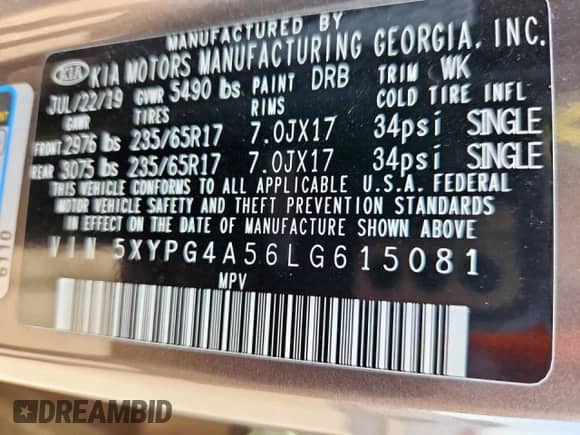 MANUFACTURED BY
KIA KIA MOTORS MANUFACTURING GEORGIA, INC.
JUL/22/19 GVWR 5490 lbs PAINT DRB TRIM WK
GAWR TIRES RIMS COLD TIRE INFL
FRONT 2976 lbs 235/65R17 7.0JX17 34psi SINGLE
REAR 3075 lbs 235/65R17 7.0JX17 34psi SINGLE
THIS VEHICLE CONFORMS TO ALL APPLICABLE U.S.A. FEDERAL
MOTOR VEHICLE SAFETY AND THEFT PREVENTION STANDARDS
IN EFFECT ON THE DATE OF MANUFACTURE SHOWN ABOVE
VIN 5XYPG4A56LG615081
MPV
DREAMBID